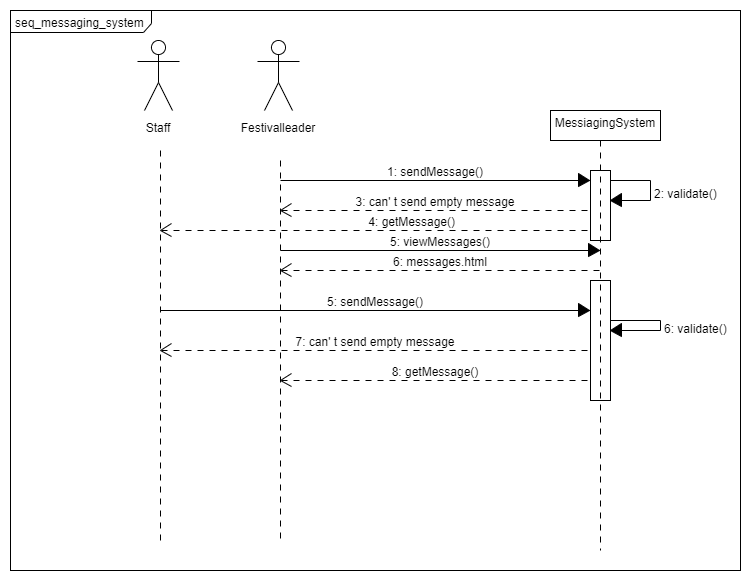 seq_messaging_system
Staff
Festivalleader
MessiagingSystem
1: sendMessage()
2: validate()
3: can' t send empty message
4: getMessage()
5: viewMessages()
6: messages.html
5: sendMessage()
6: validate()
7: can' t send empty message
8: getMessage()